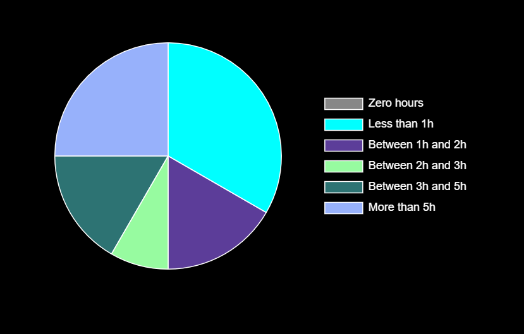 Zero hours
Less than 1h
Between 1h and 2h
Between 2h and 3h
Between 3h and 5h
More than 5h